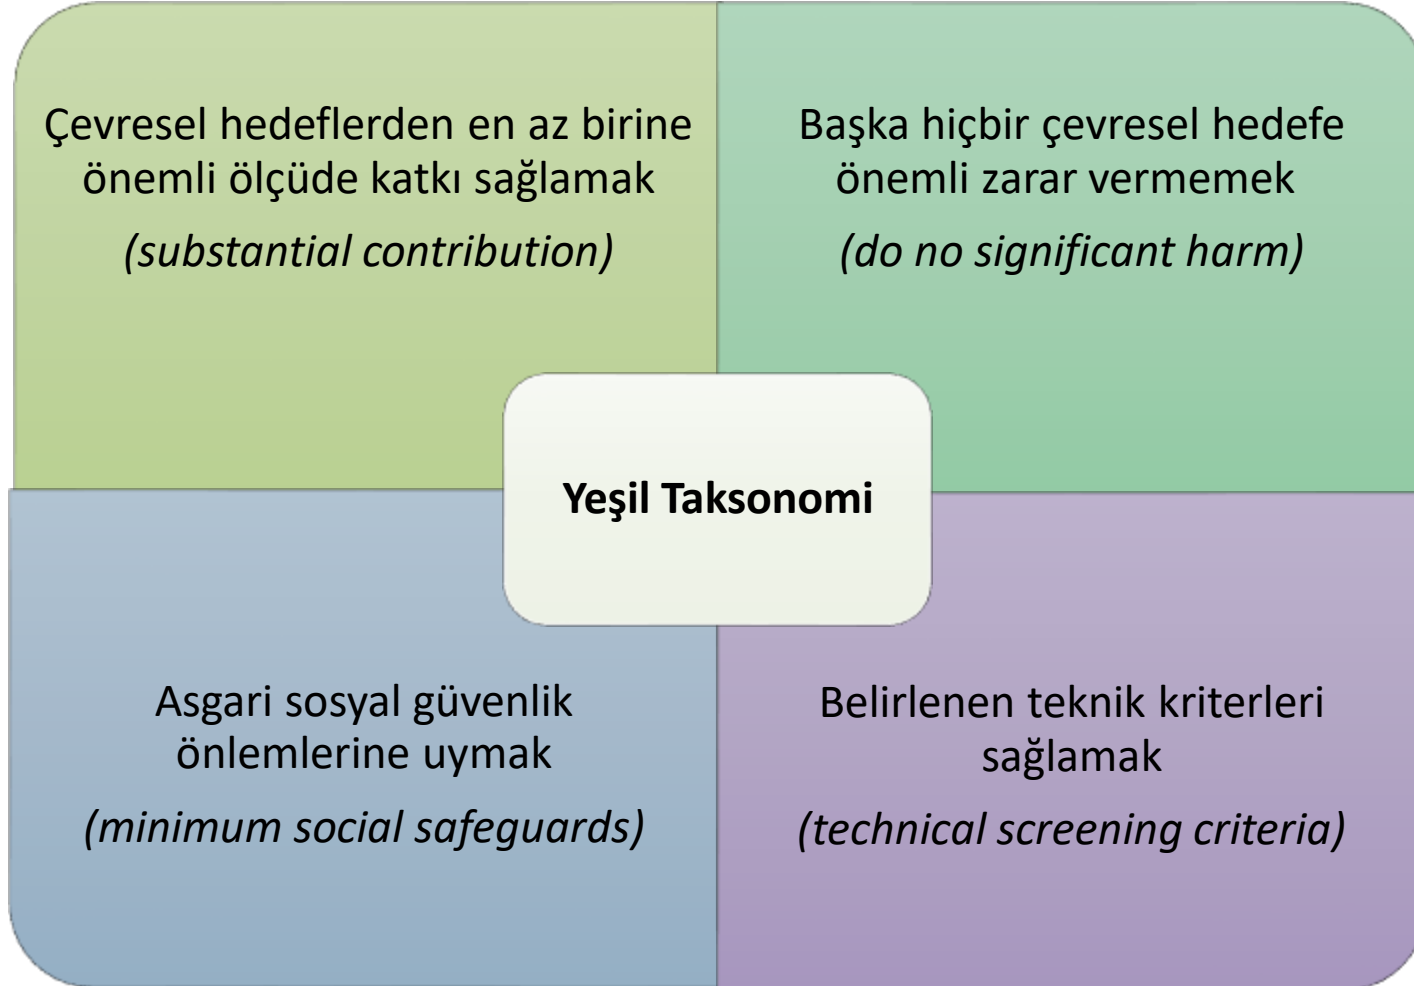 Çevresel hedeflerden en az birine
önemli ölçüde katkı sağlamak
(substantial contribution)
Başka hiçbir çevresel hedefe
önemli zarar vermemek
(do no significant harm)
Yeşil Taksonomi
Asgari sosyal güvenlik
önlemlerine uymak
(minimum social safeguards)
Belirlenen teknik kriterleri
sağlamak
(technical screening criteria)